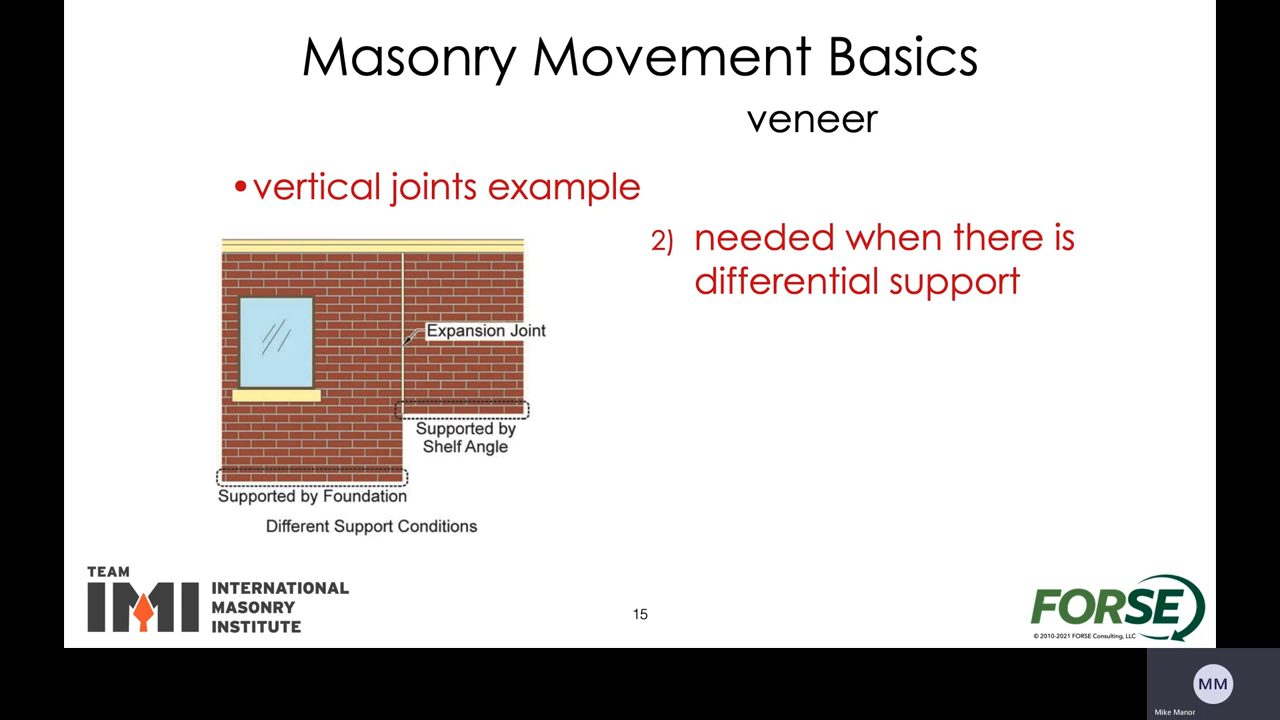 Masonry Movement Basics
veneer
•vertical joints example
2) needed when there is
differential support
Expansion Joint
Supported by
Shelf Angle
Supported by Foundation
Different Support Conditions
TEAM
IMI
INTERNATIONAL
MASONRY
INSTITUTE
15
FORSE
© 2010-2021 FORSE Consulting, LLC
MM
Mike Manor